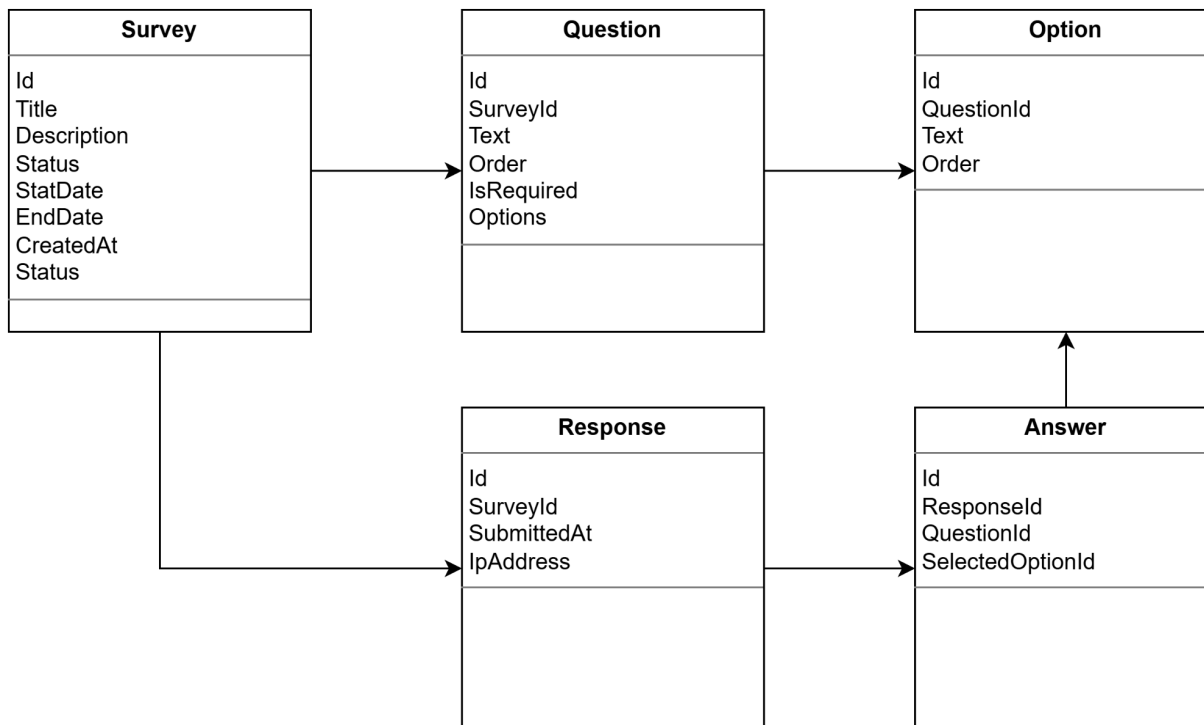 Survey
Id
Title
Description
Status
StatDate
EndDate
CreatedAt
Status
Question
Id
SurveyId
Text
Order
IsRequired
Options
Option
Id
QuestionId
Text
Order
Response
Id
SurveyId
SubmittedAt
IpAddress
Answer
Id
ResponseId
QuestionId
SelectedOptionId